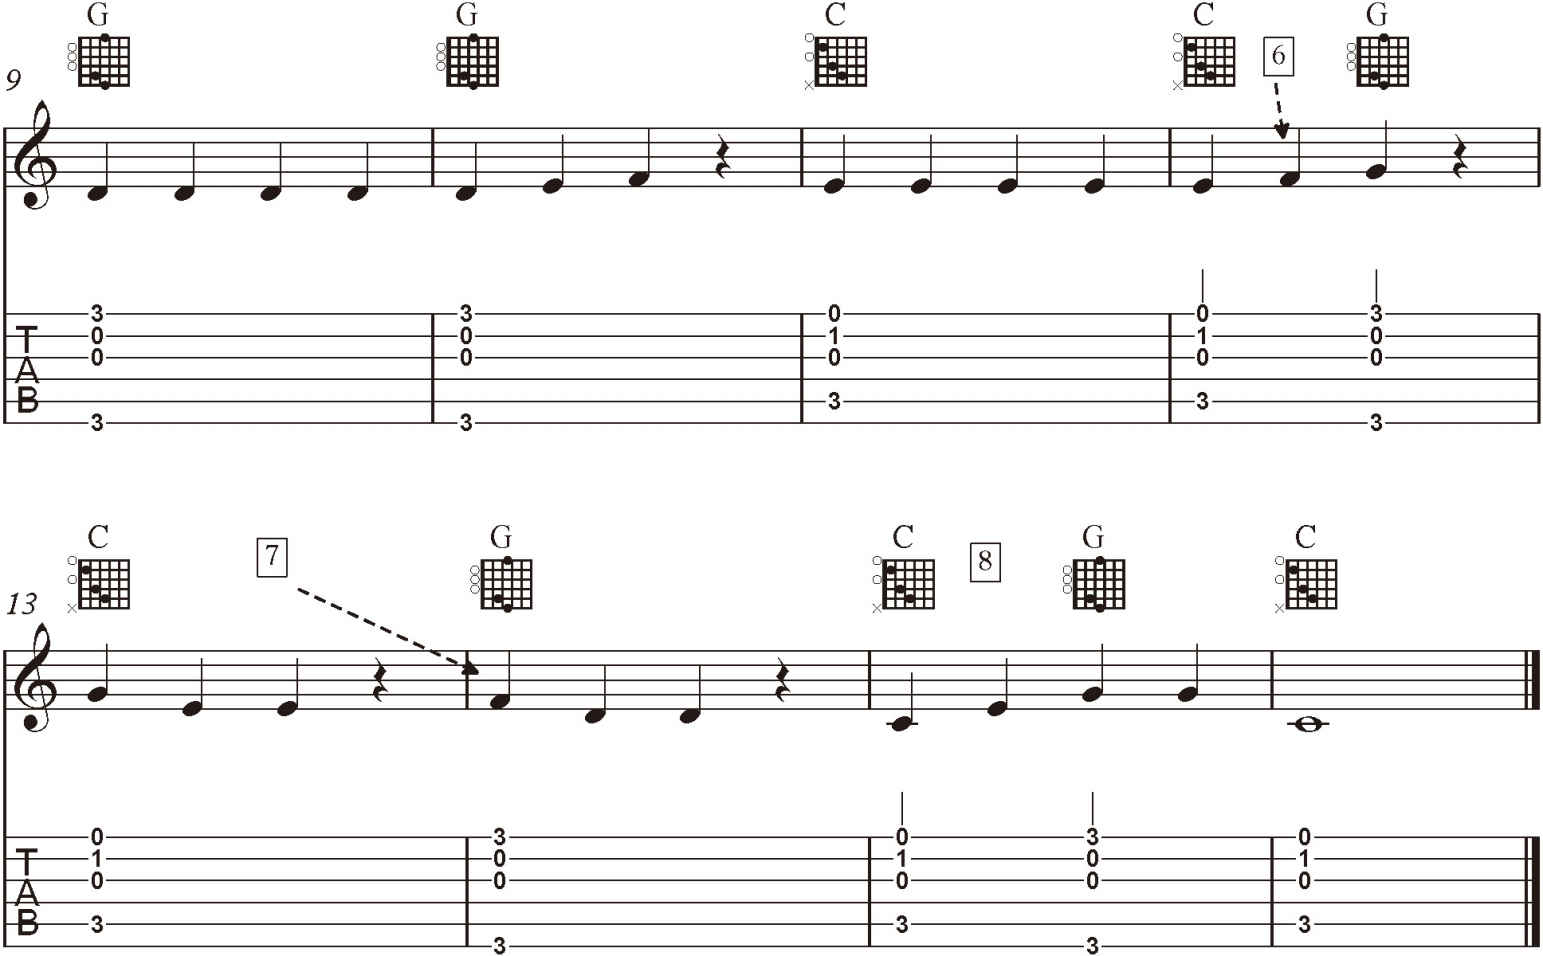 G G C C G
6
9
3 3 0 0 3
T 0 0 1 1 0
A 0 0 0 0 0
B 3 3
3 3 3
C G C G C
7 8
13
0 3 0 3 0
T 1 0 1 0 1
A 0 0 0 0 0
B 3 3 3
3 3